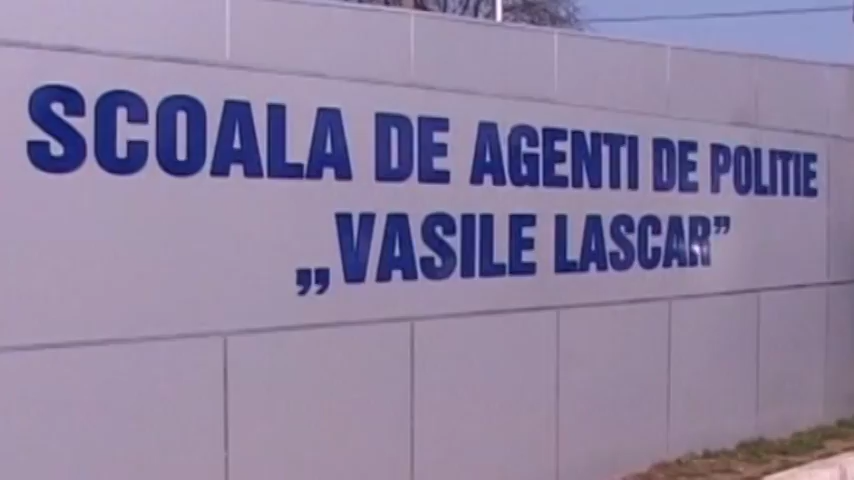 SCOALA DE AGENTI DE POLITIE
„VASILE LASCAR”